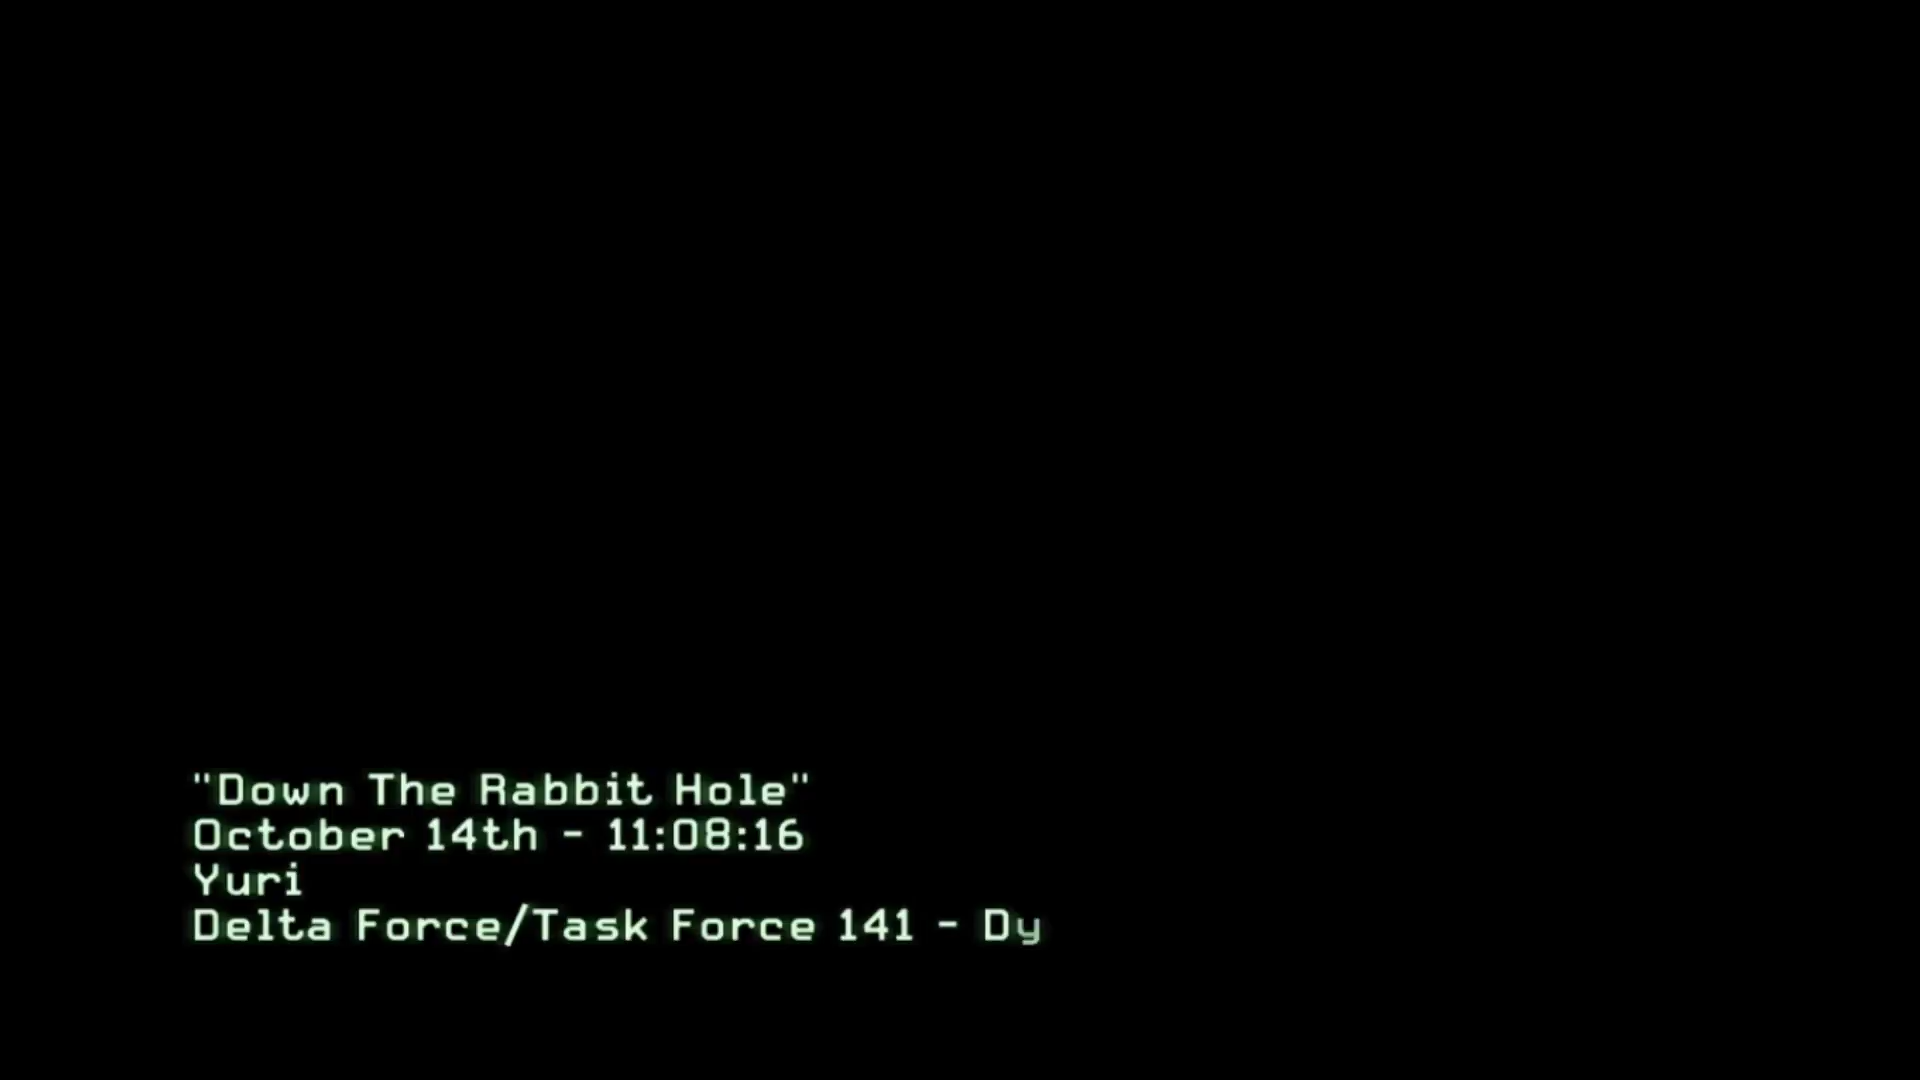 "Down The Rabbit Hole"
October 14th - 11:08:16
Yuri
Delta Force/Task Force 141 - Dy